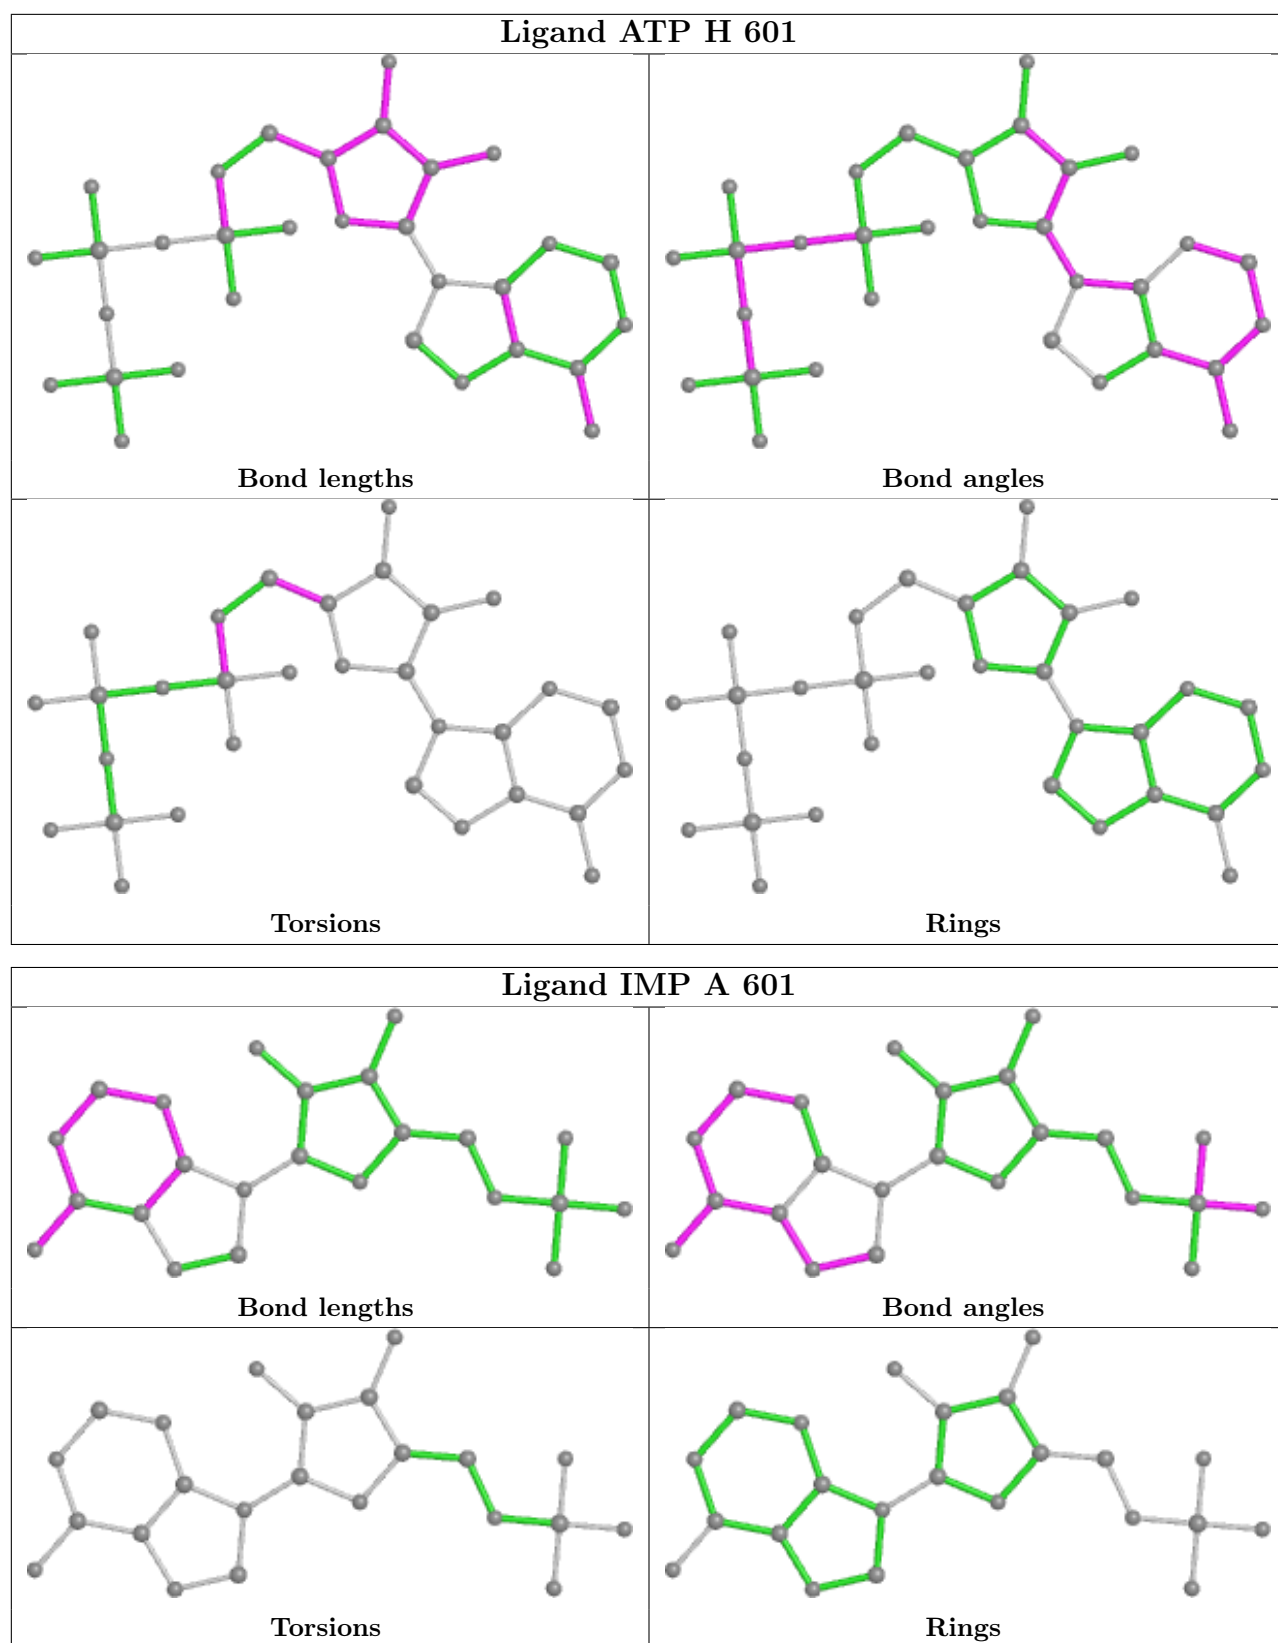 Ligand ATP H 601
Bond lengths
Bond angles
Torsions
Rings
Ligand IMP A 601
Bond lengths
Bond angles
Torsions
Rings